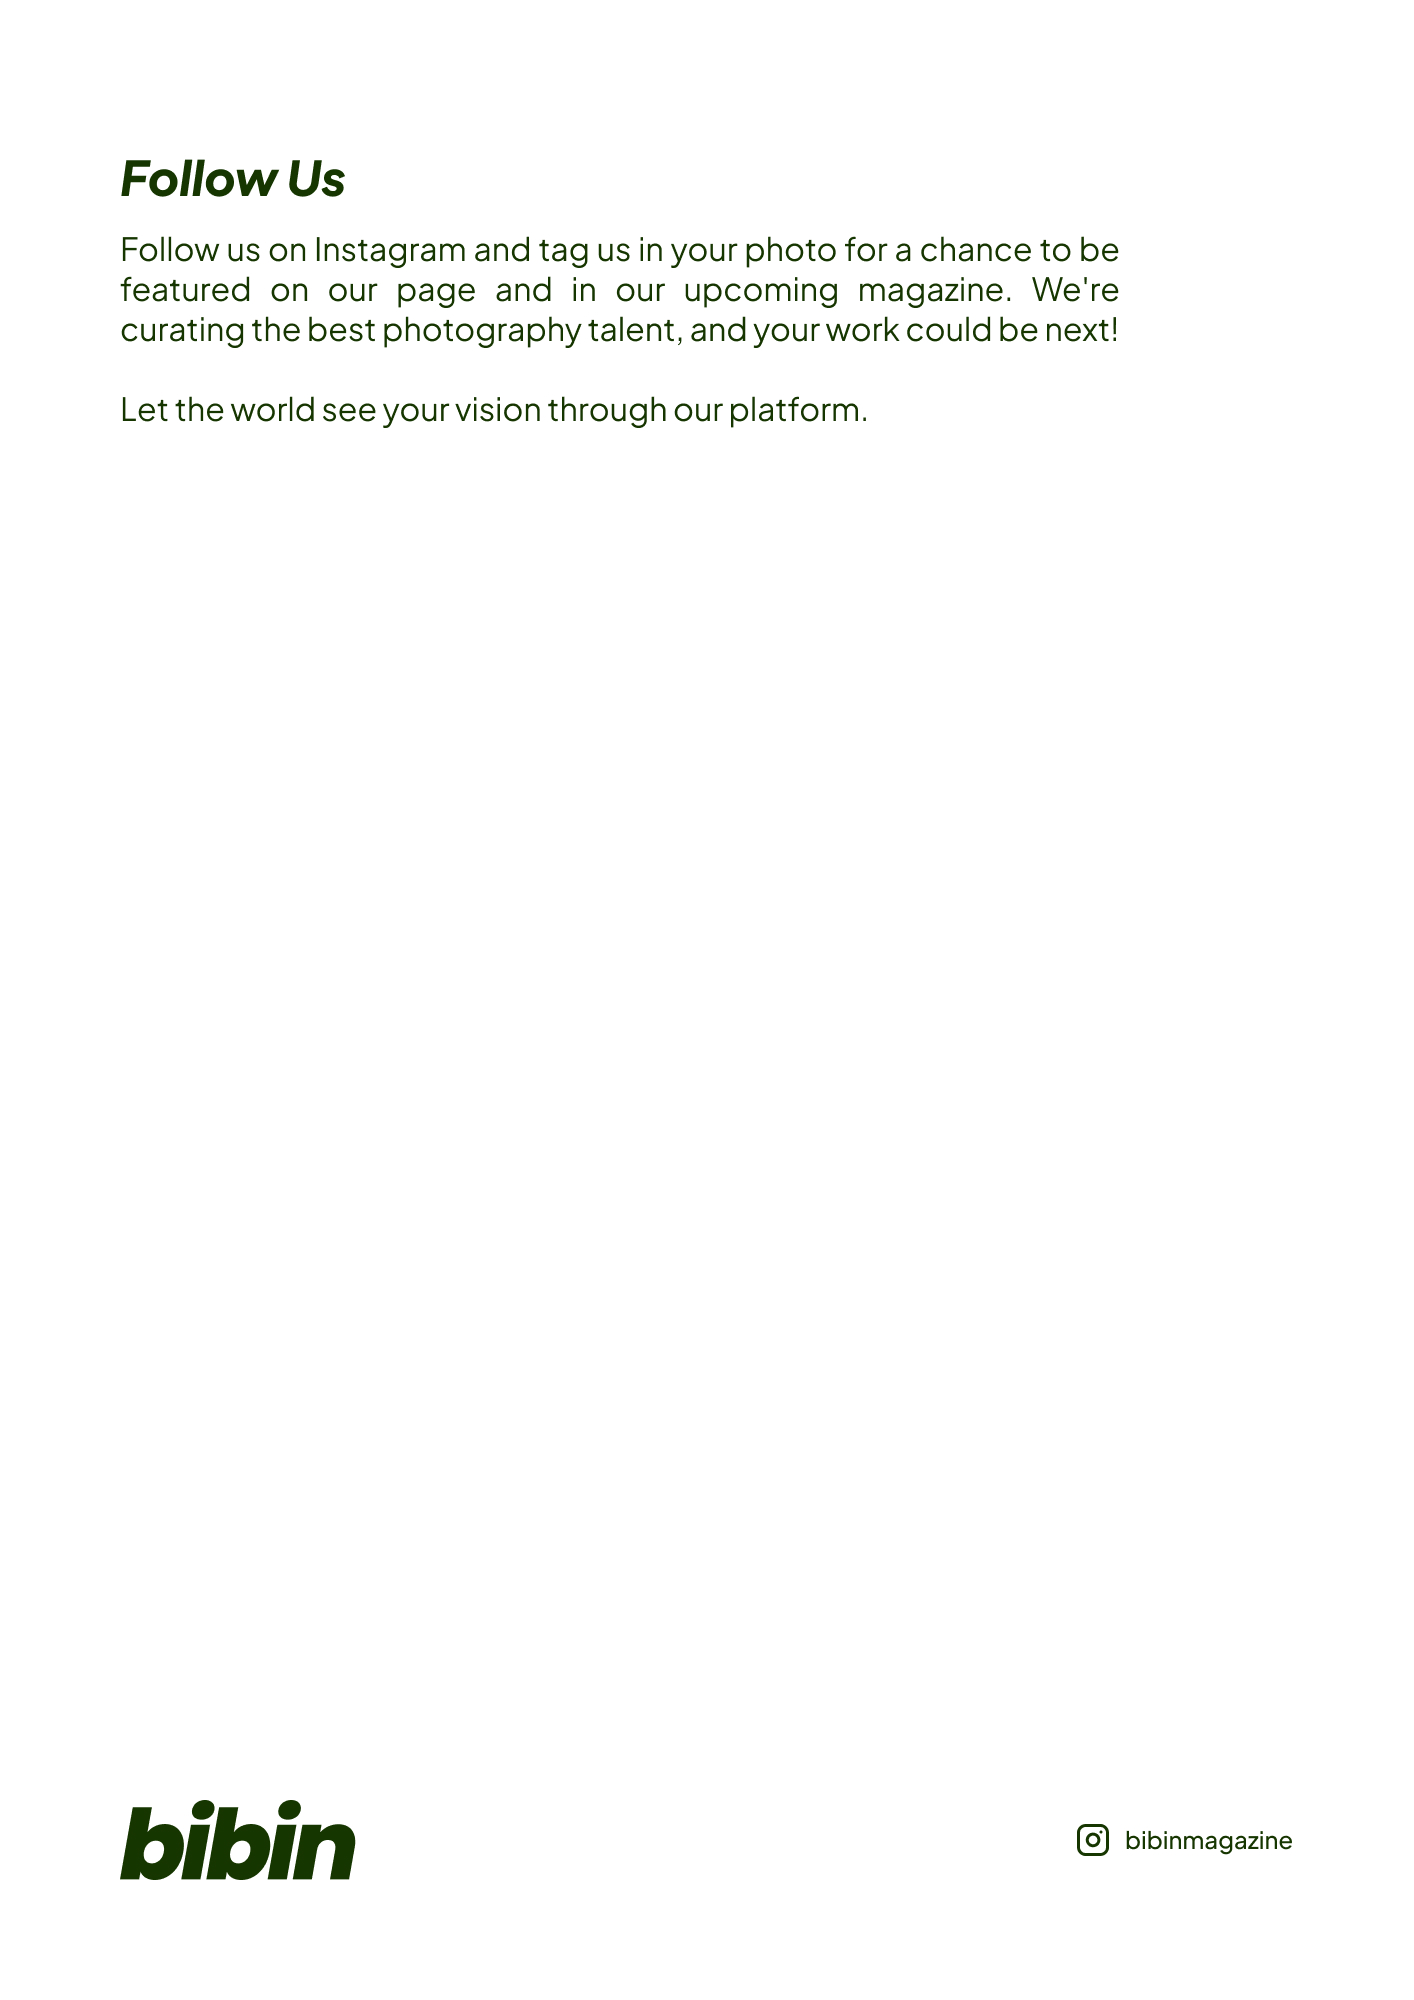 Follow Us
Follow us on Instagram and tag us in your photo for a chance to be
featured on our page and in our upcoming magazine. We're
curating the best photography talent, and your work could be next!
Let the world see your vision through our platform.
bibin
bibinmagazine